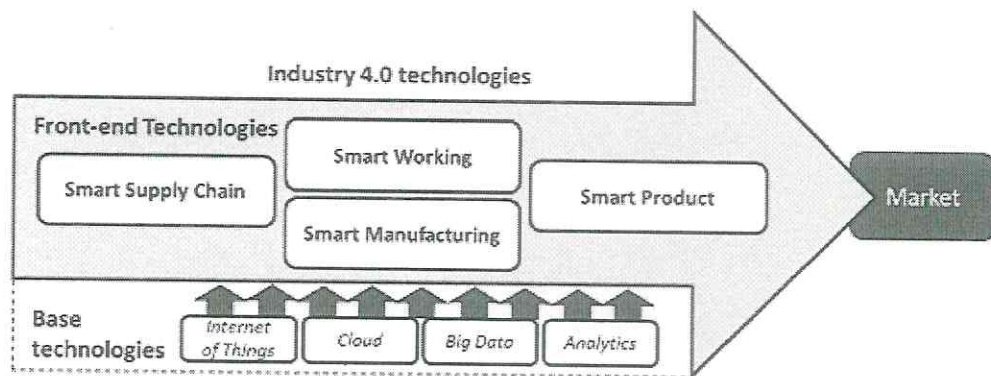 Industry 4.0 technologies
Front-end Technologies
Smart Supply Chain
Smart Working
Smart Manufacturing
Smart Product
Market
Base
technologies
Internet
of Things
Cloud
Big Data
Analytics